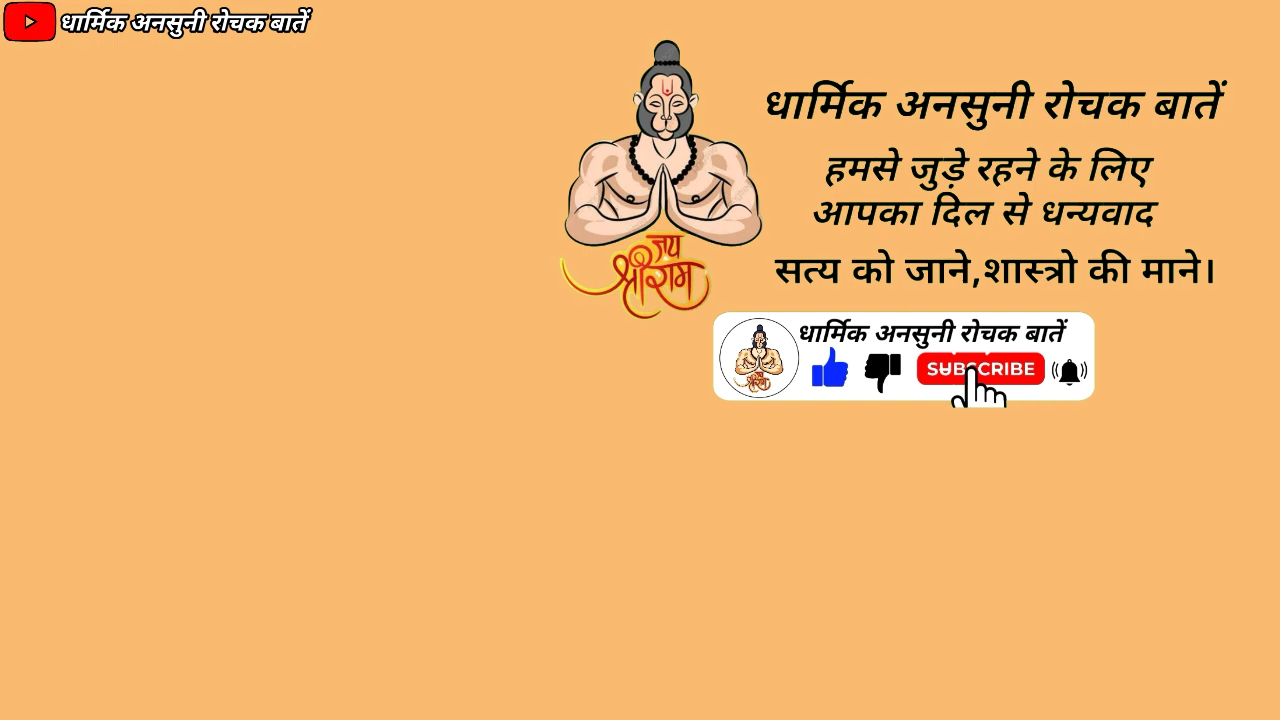 धार्मिक अनसुनी रोचक बातें
धार्मिक अनसुनी रोचक बातें
हमसे जुड़े रहने के लिए
आपका दिल से धन्यवाद
सत्य को जाने,शास्त्रो की माने।
जय
श्री राम
धार्मिक अनसुनी रोचक बातें
SUBSCRIBE